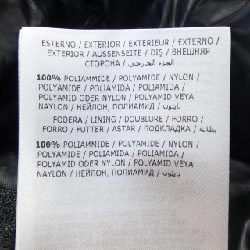 ESTERNO / EXTERIOR / EXTERIEUR / EXTERNO /
EXTERIOR / AUSSENSEITE / DIŞ / ВНЕШНЯЯ
СТОРОНА / الجزء الخارجي
100% POLIAMMIDE / POLYAMIDE / NYLON /
POLYAMIDE / POLIAMIDA / POLIAMIDA /
POLYAMID ODER NYLON / POLYAMID VEYA
NAYLON / НЕЙЛОН, ПОЛИАМИД / نايلون
FODERA / LINING / DOUBLURE / FORRO /
FORRO / FUTTER / ASTAR / ПОДКЛАДКА / بطانة
100% POLIAMMIDE / POLYAMIDE / NYLON /
POLYAMIDE / POLIAMIDA / POLIAMIDA /
POLYAMID ODER NYLON / POLYAMID VEYA
NAYLON / НЕЙЛОН, ПОЛИАМИД / نايلون